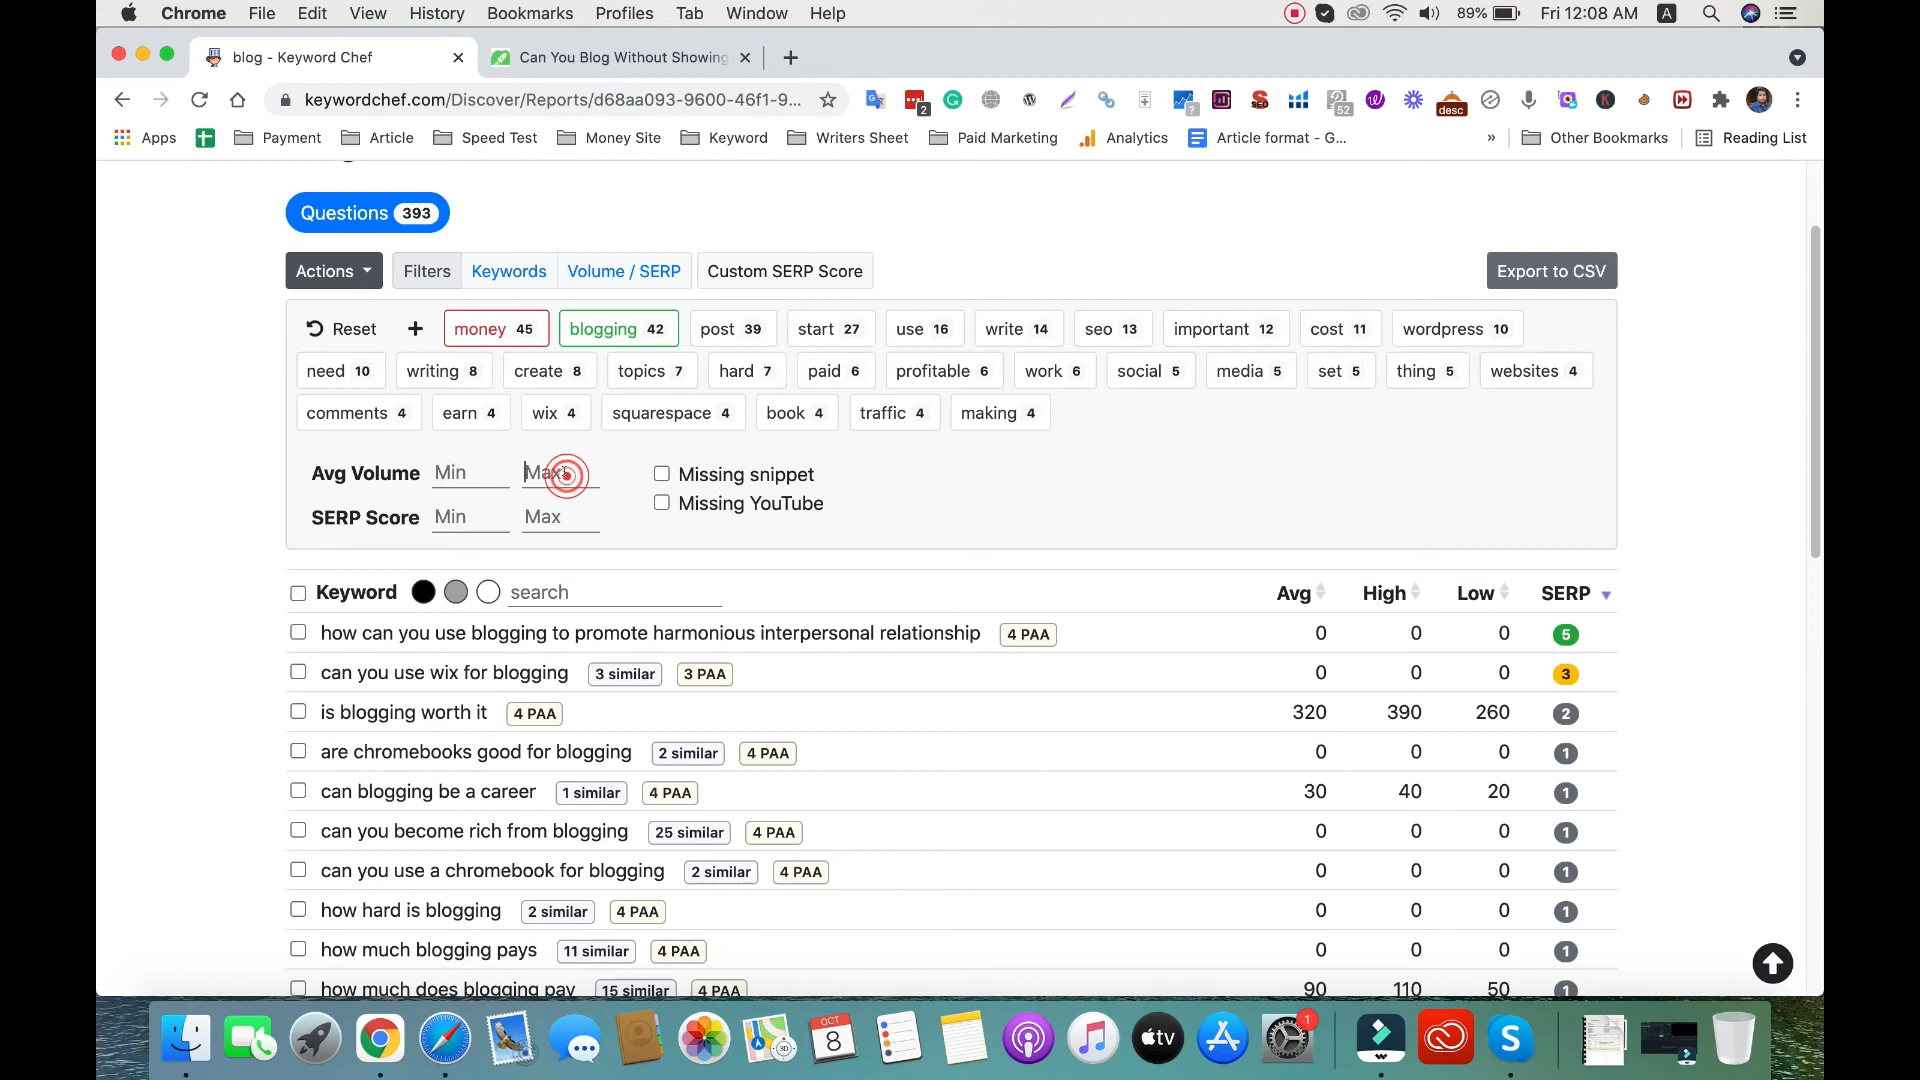 Chrome File Edit View History Bookmarks Profiles Tab Window Help 89% Fri 12:08 AM A
blog - Keyword Chef Can You Blog Without Showing
keywordchef.com/Discover/Reports/d68aa093-9600-46f1-9...
Apps Payment Article Speed Test Money Site Keyword Writers Sheet Paid Marketing Analytics Article format - G... » Other Bookmarks Reading List
Questions 393
Actions Filters Keywords Volume / SERP Custom SERP Score Export to CSV
Reset + money 45 blogging 42 post 39 start 27 use 16 write 14 seo 13 important 12 cost 11 wordpress 10
need 10 writing 8 create 8 topics 7 hard 7 paid 6 profitable 6 work 6 social 5 media 5 set 5 thing 5 websites 4
comments 4 earn 4 wix 4 squarespace 4 book 4 traffic 4 making 4
Avg Volume Min Max Missing snippet
Missing YouTube
SERP Score Min Max
Keyword search Avg High Low SERP
how can you use blogging to promote harmonious interpersonal relationship 4 PAA 0 0 0 5
can you use wix for blogging 3 similar 3 PAA 0 0 0 3
is blogging worth it 4 PAA 320 390 260 2
are chromebooks good for blogging 2 similar 4 PAA 0 0 0 1
can blogging be a career 1 similar 4 PAA 30 40 20 1
can you become rich from blogging 25 similar 4 PAA 0 0 0 1
can you use a chromebook for blogging 2 similar 4 PAA 0 0 0 1
how hard is blogging 2 similar 4 PAA 0 0 0 1
how much blogging pays 11 similar 4 PAA 0 0 0 1
how much does blogging pay 15 similar 4 PAA 90 110 50 1
OCT
8
tv
1